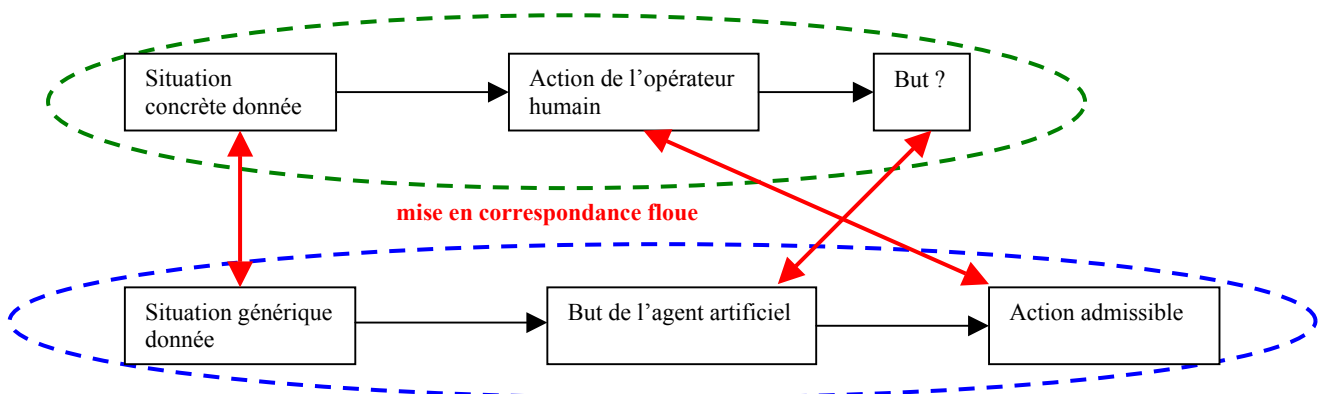 Situation
concrète donnée
Action de l’opérateur
humain
But ?
mise en correspondance floue
Situation générique
donnée
But de l’agent artificiel
Action admissible